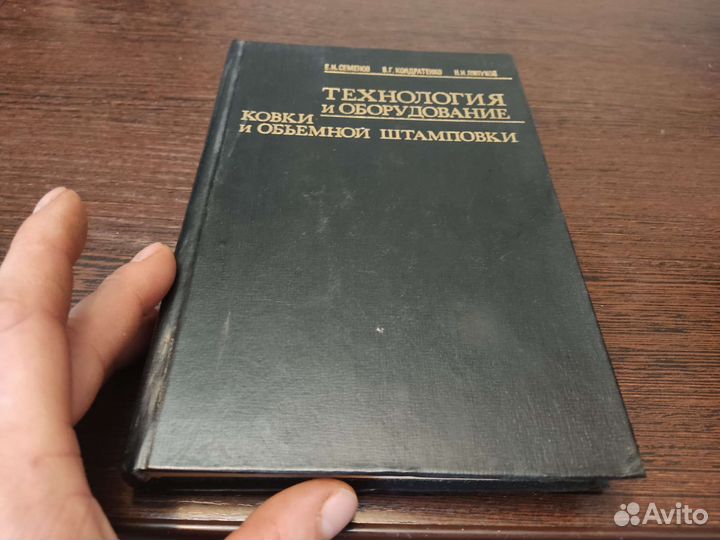 Е.И. СЕМЕНОВ В.Г. КОНДРАТЕНКО Н.И. ЛЯПУНОВ
ТЕХНОЛОГИЯ
И ОБОРУДОВАНИЕ
КОВКИ
И ОБЪЕМНОЙ ШТАМПОВКИ
Avito